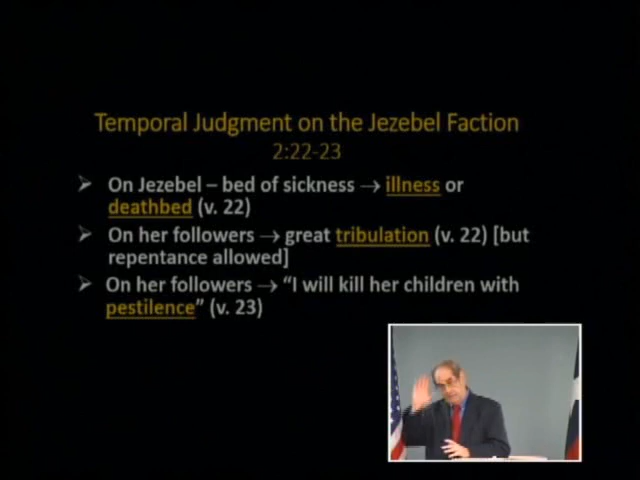 Temporal Judgment on the Jezebel Faction
2:22-23
➢ On Jezebel – bed of sickness → illness or
deathbed (v. 22)
➢ On her followers → great tribulation (v. 22) [but
repentance allowed]
➢ On her followers → “I will kill her children with
pestilence” (v. 23)